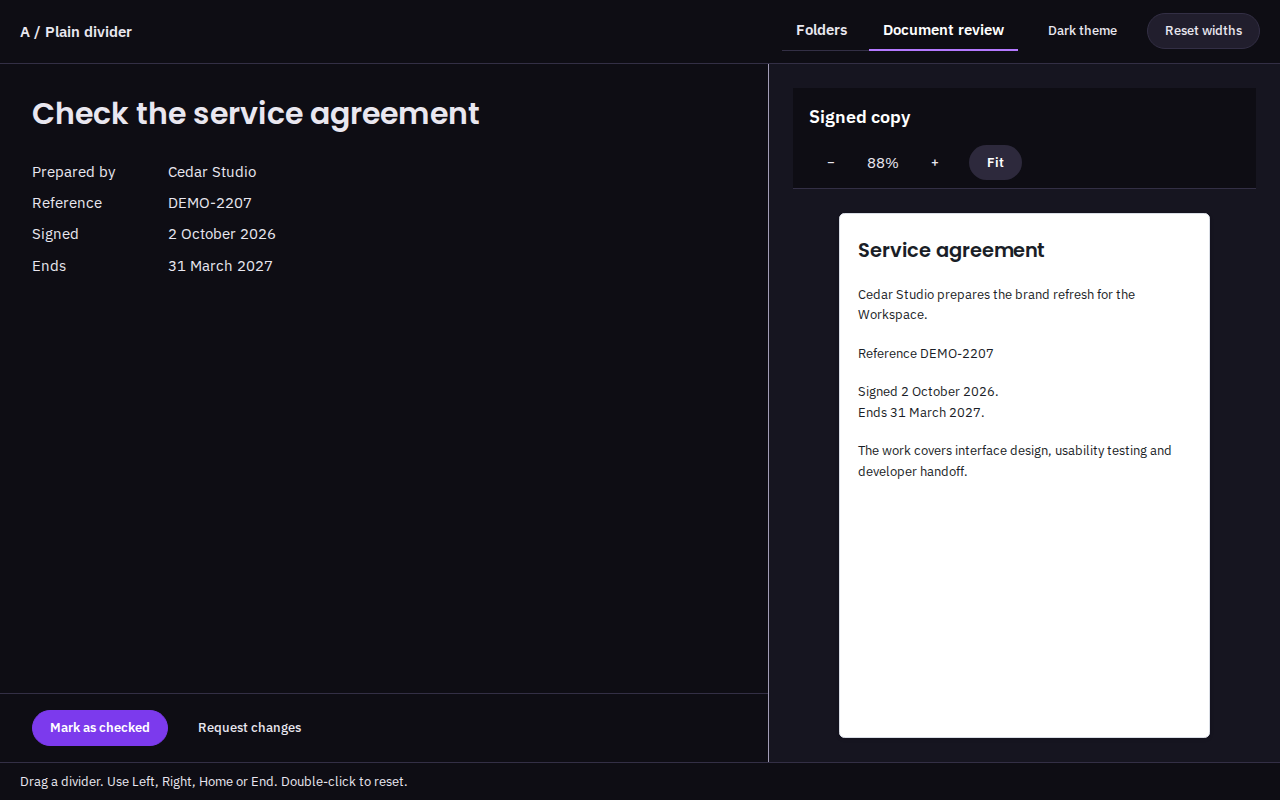 A / Plain divider
Folders
Document review
Dark theme
Reset widths
Check the service agreement
Prepared by Cedar Studio
Reference DEMO-2207
Signed 2 October 2026
Ends 31 March 2027
Mark as checked
Request changes
Signed copy
− 88% + Fit
Service agreement
Cedar Studio prepares the brand refresh for the
Workspace.
Reference DEMO-2207
Signed 2 October 2026.
Ends 31 March 2027.
The work covers interface design, usability testing and
developer handoff.
Drag a divider. Use Left, Right, Home or End. Double-click to reset.